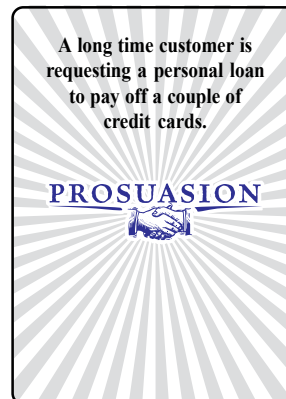 A long time customer is
requesting a personal loan
to pay off a couple of
credit cards.
PROSUASION